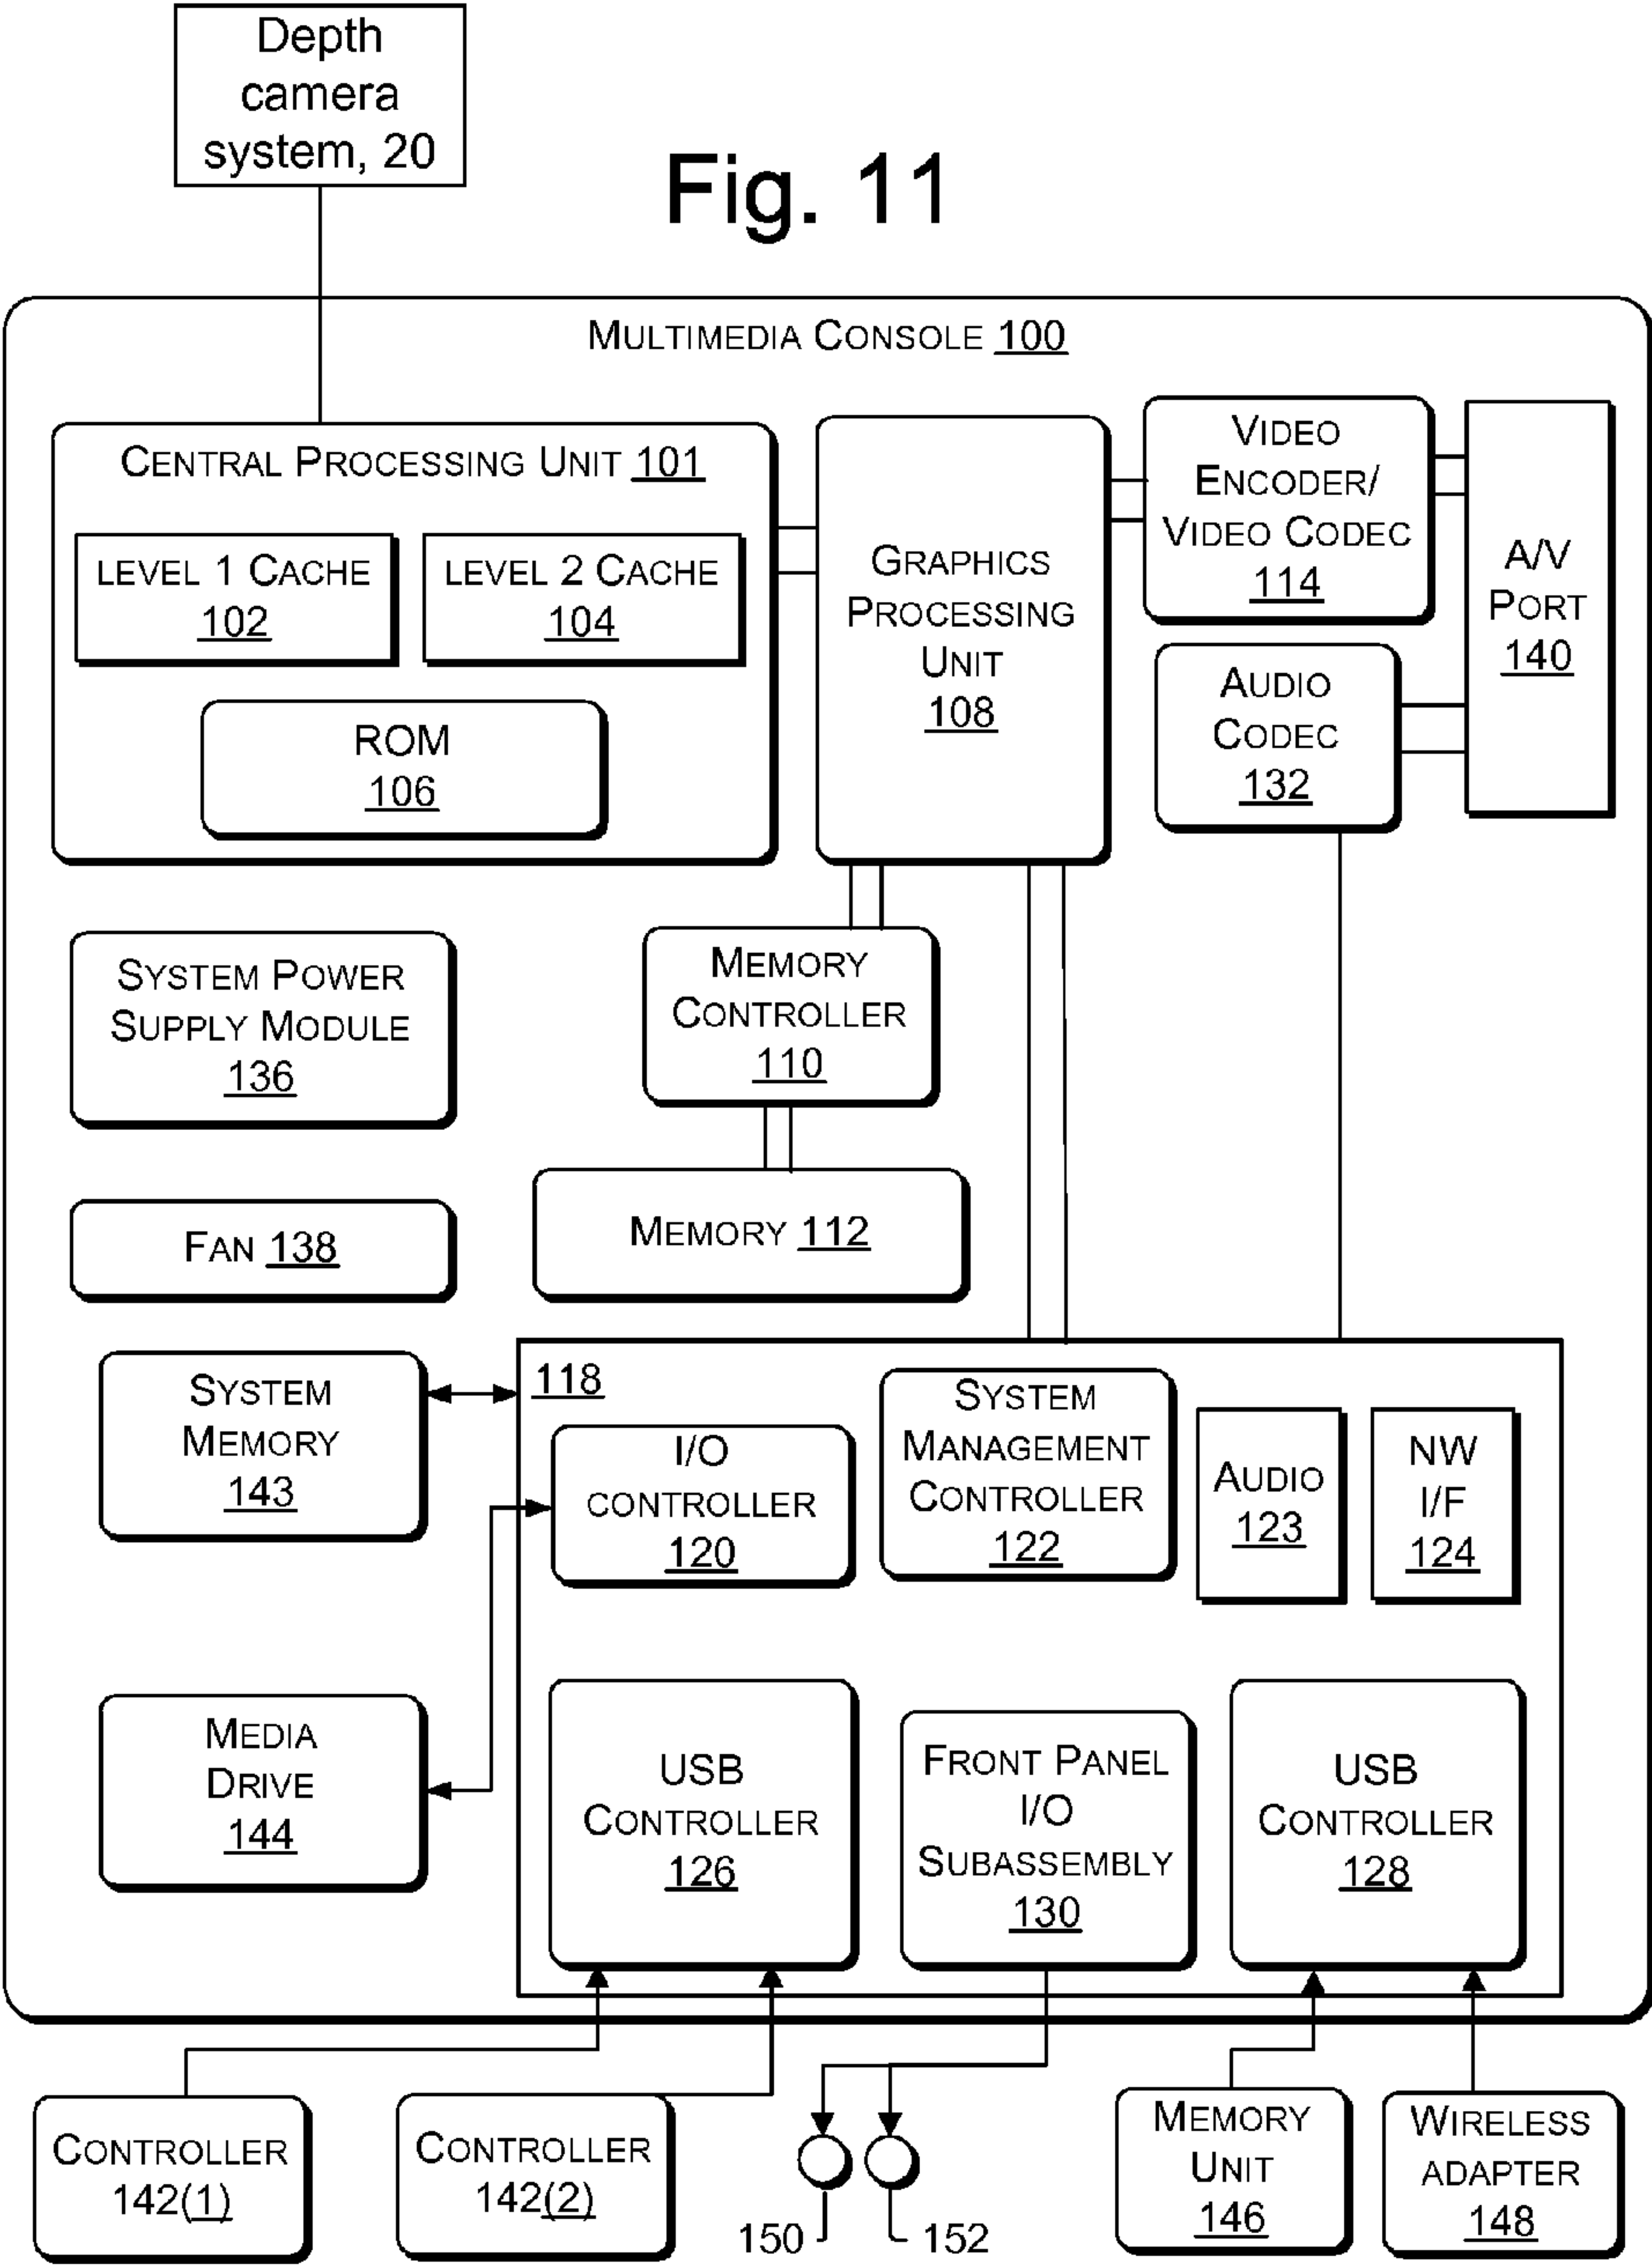 Depth
camera
system, 20
Fig. 11
MULTIMEDIA CONSOLE 100
CENTRAL PROCESSING UNIT 101
LEVEL 1 CACHE
102
LEVEL 2 CACHE
104
ROM
106
GRAPHICS
PROCESSING
UNIT
108
VIDEO
ENCODER/
VIDEO CODEC
114
A/V
PORT
140
AUDIO
CODEC
132
SYSTEM POWER
SUPPLY MODULE
136
MEMORY
CONTROLLER
110
FAN 138
MEMORY 112
SYSTEM
MEMORY
143
118
I/O
CONTROLLER
120
SYSTEM
MANAGEMENT
CONTROLLER
122
AUDIO
123
NW
I/F
124
MEDIA
DRIVE
144
USB
CONTROLLER
126
FRONT PANEL
I/O
SUBASSEMBLY
130
USB
CONTROLLER
128
CONTROLLER
142(1)
CONTROLLER
142(2)
150
152
MEMORY
UNIT
146
WIRELESS
ADAPTER
148